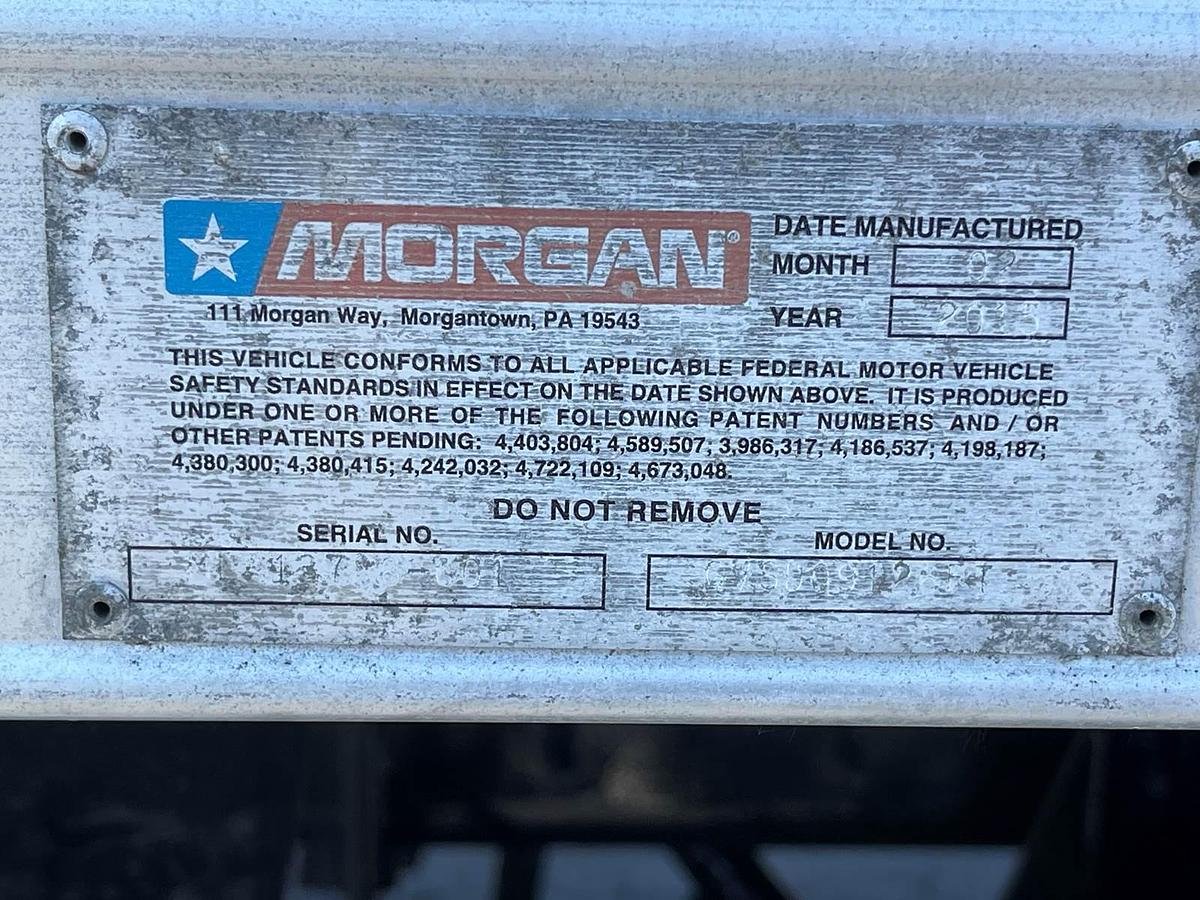 MORGAN®
111 Morgan Way, Morgantown, PA 19543
DATE MANUFACTURED
MONTH 02
YEAR 2015
THIS VEHICLE CONFORMS TO ALL APPLICABLE FEDERAL MOTOR VEHICLE
SAFETY STANDARDS IN EFFECT ON THE DATE SHOWN ABOVE. IT IS PRODUCED
UNDER ONE OR MORE OF THE FOLLOWING PATENT NUMBERS AND / OR
OTHER PATENTS PENDING: 4,403,804; 4,589,507; 3,986,317; 4,186,537; 4,198,187;
4,380,300; 4,380,415; 4,242,032; 4,722,109; 4,673,048.
DO NOT REMOVE
SERIAL NO.
MODEL NO.